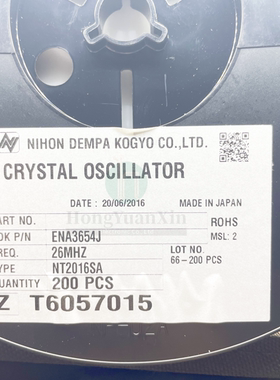 NIHON DEMPA KOGYO CO.,LTD.
CRYSTAL OSCILLATOR
DATE : 20/06/2016 MADE IN JAPAN
HongYuanXin
ART NO. ROHS
DK P/N ENA3654J MSL: 2
REQ. 26MHZ LOT NO.
YPE NT2016SA 66-200 PCS
QUANTITY 200 PCS
Z T6057015